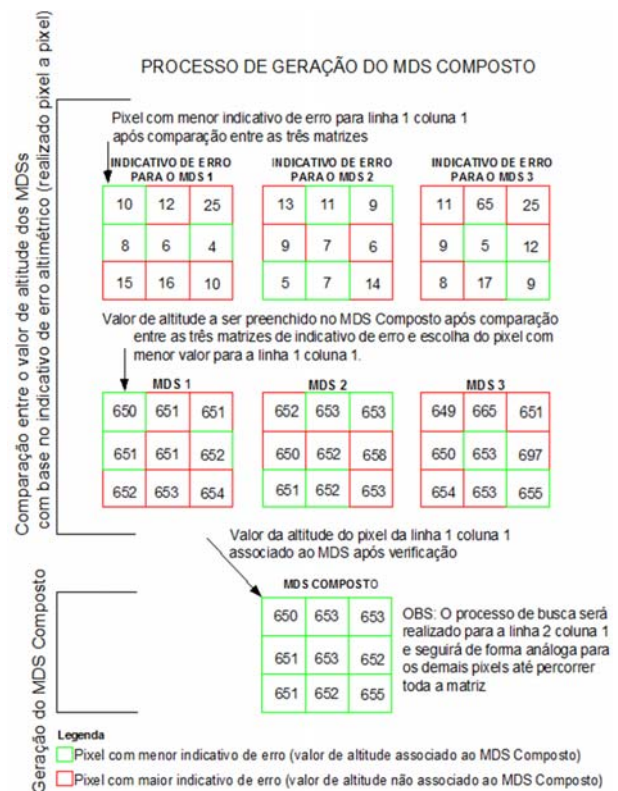 PROCESSO DE GERAÇÃO DO MDS COMPOSTO
Comparação entre o valor de altitude dos MDSs
com base no indicativo de erro altimétrico (realizado pixel a pixel)
Pixel com menor indicativo de erro para linha 1 coluna 1
após comparação entre as três matrizes
INDICATIVO DE ERRO INDICATIVO DE ERRO INDICATIVO DE ERRO
PARA O MDS 1 PARA O MDS 2 PARA O MDS 3
10 12 25 13 11 9 11 65 25
8 6 4 9 7 6 9 5 12
15 16 10 5 7 14 8 17 9
Valor de altitude a ser preenchido no MDS Composto após comparação
entre as três matrizes de indicativo de erro e escolha do pixel com
menor valor para a linha 1 coluna 1.
MDS 1 MDS 2 MDS 3
650 651 651 652 653 653 649 665 651
651 651 652 650 652 658 650 653 697
652 653 654 651 652 653 654 653 655
Valor da altitude do pixel da linha 1 coluna 1
associado ao MDS após verificação
Geração do MDS Composto
MDS COMPOSTO
650 653 653
651 653 652
651 652 655
OBS: O processo de busca será
realizado para a linha 2 coluna 1
e seguirá de forma análoga para
os demais pixels até percorrer
toda a matriz
Legenda
Pixel com menor indicativo de erro (valor de altitude associado ao MDS Composto)
Pixel com maior indicativo de erro (valor de altitude não associado ao MDS Composto)